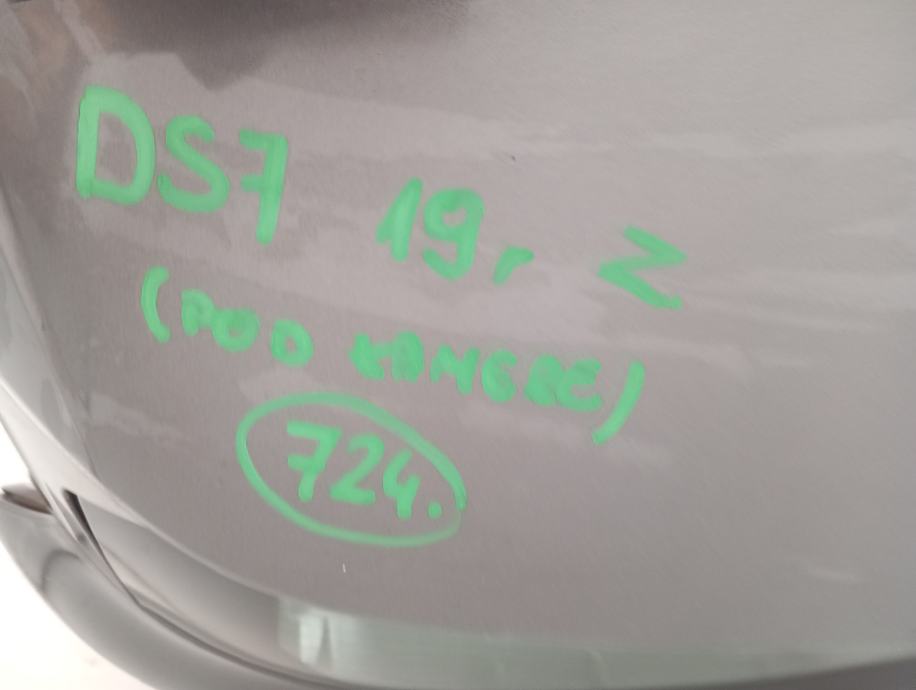 DS7 19r Z
(POD KAMERE)
724.